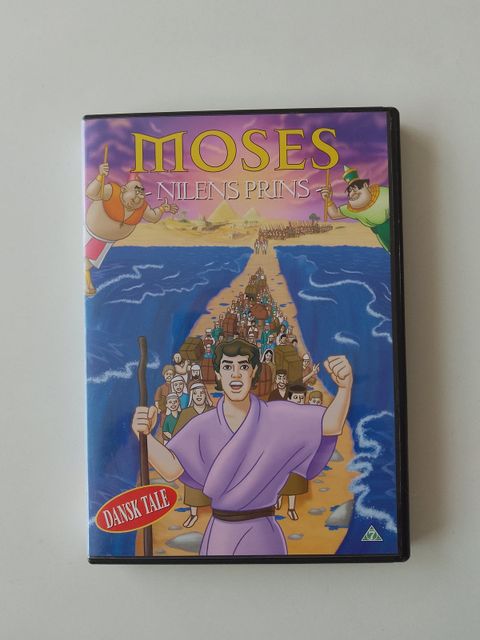 MOSES
- NILENS PRINS -
DANSK TALE
7